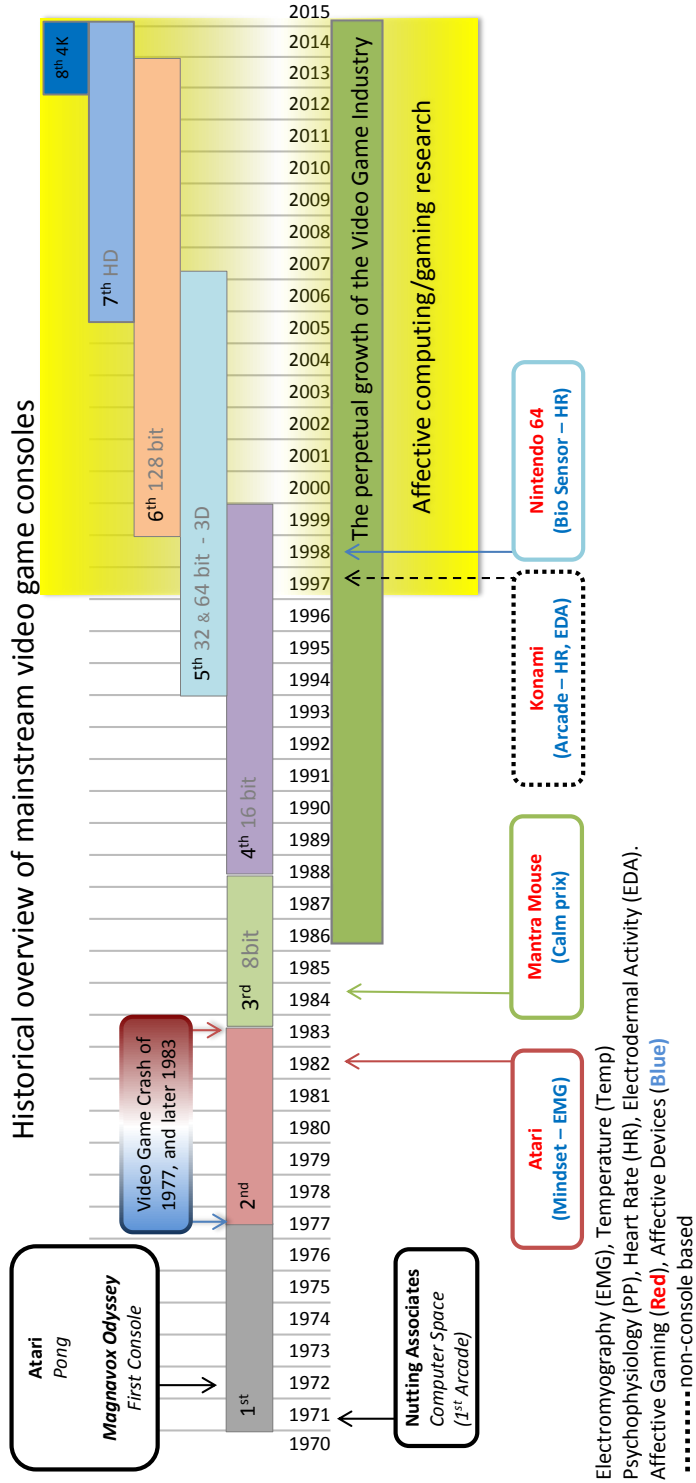 Historical overview of mainstream video game consoles
Atari
Pong
Magnavox Odyssey
First Console
Video Game Crash of
1977, and later 1983
8th 4K
7th HD
6th 128 bit
5th 32 & 64 bit - 3D
1st
2nd
3rd 8bit
4th 16 bit
1970 1971 1972 1973 1974 1975 1976 1977 1978 1979 1980 1981 1982 1983 1984 1985 1986 1987 1988 1989 1990 1991 1992 1993 1994 1995 1996 1997 1998 1999 2000 2001 2002 2003 2004 2005 2006 2007 2008 2009 2010 2011 2012 2013 2014 2015
The perpetual growth of the Video Game Industry
Affective computing/gaming research
Nutting Associates
Computer Space
(1st Arcade)
Atari
(Mindset – EMG)
Mantra Mouse
(Calm prix)
Konami
(Arcade – HR, EDA)
Nintendo 64
(Bio Sensor – HR)
Electromyography (EMG), Temperature (Temp)
Psychophysiology (PP), Heart Rate (HR), Electrodermal Activity (EDA).
Affective Gaming (Red), Affective Devices (Blue)
non-console based